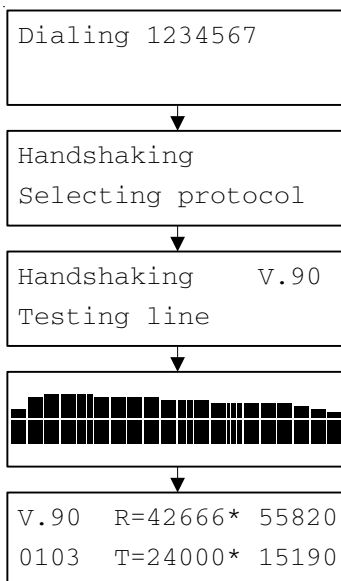 Dialing 1234567
Handshaking
Selecting protocol
Handshaking V.90
Testing line
V.90 R=42666* 55820
0103 T=24000* 15190